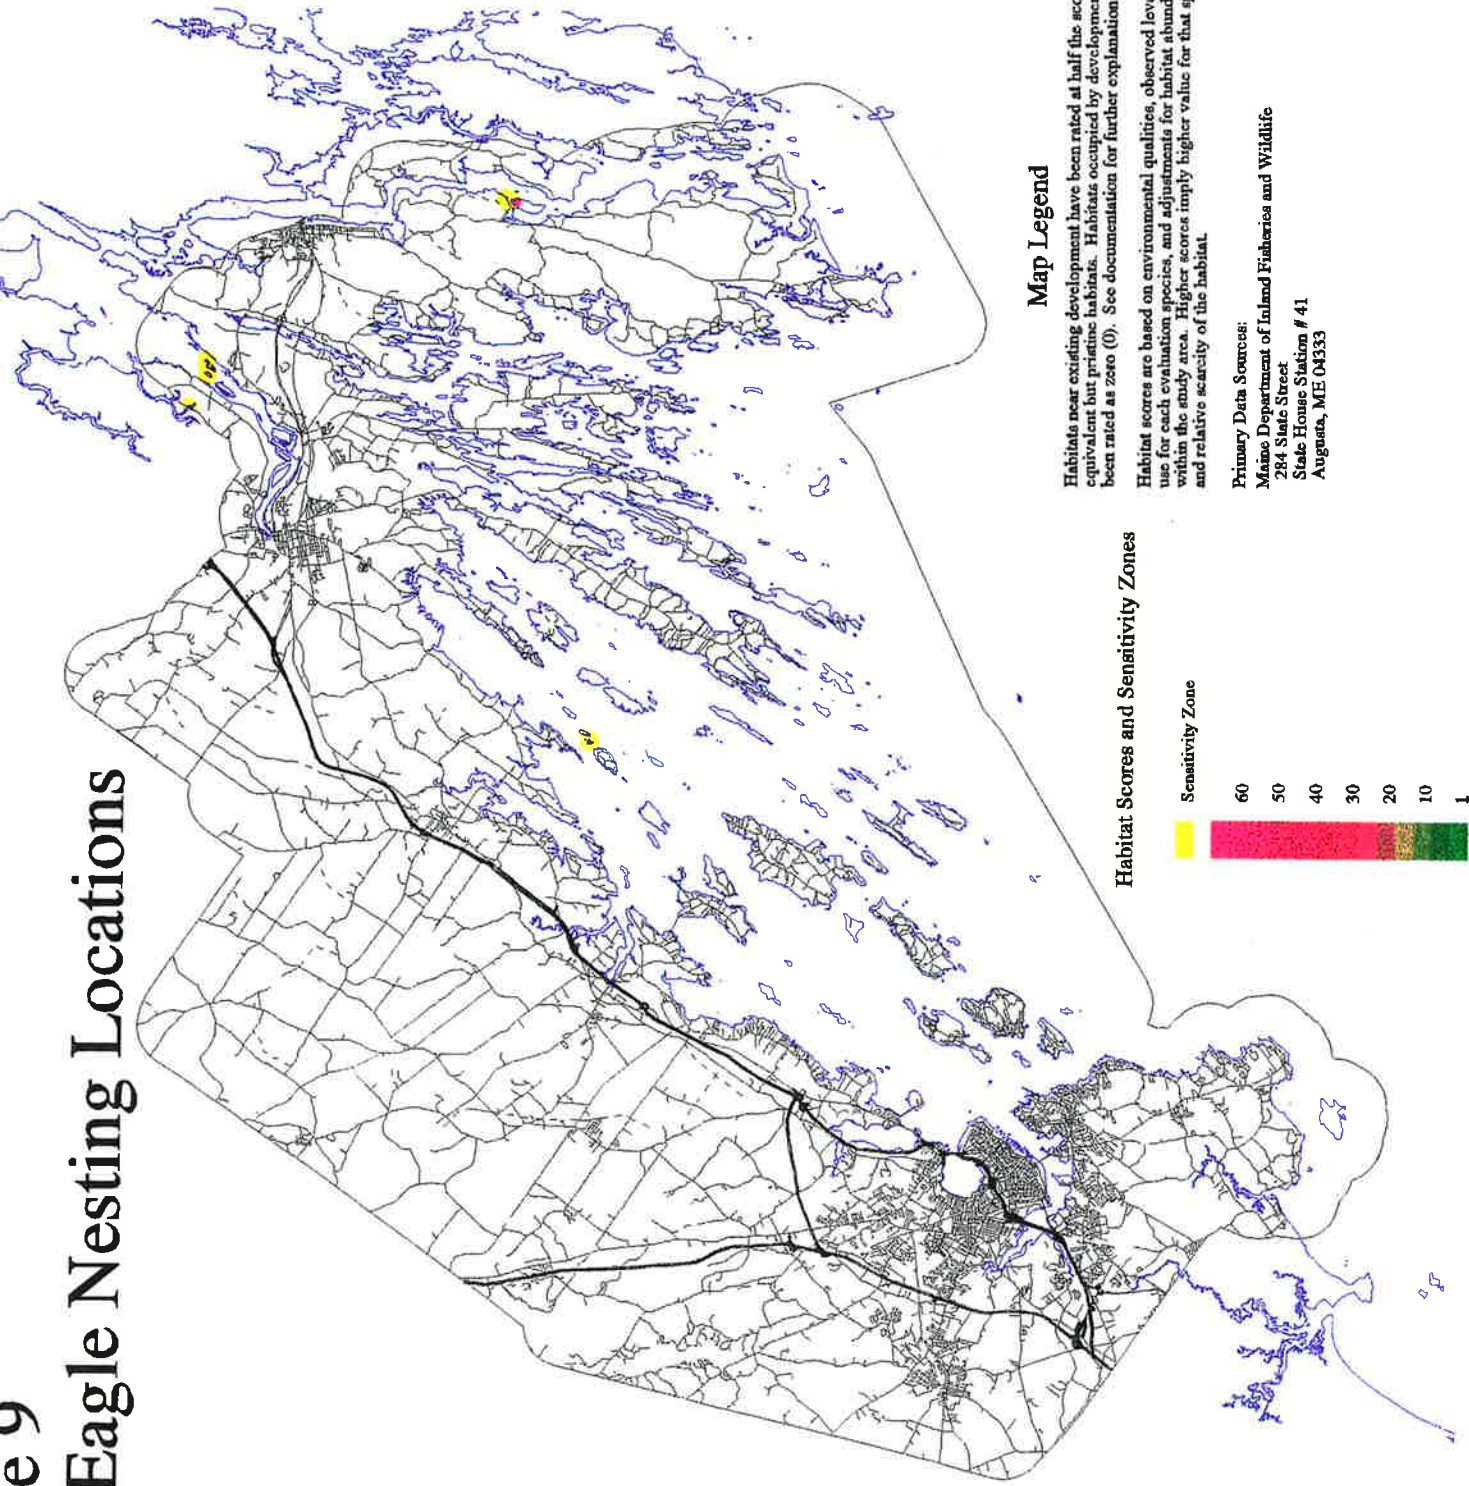 e 9
Eagle Nesting Locations
Map Legend
Habitats near existing development have been rated at half the
equivalent but pristine habitats. Habitats occupied by
been rated as zero (0). See documentation for further explanation
Habitat scores are based on environmental qualities, observed
use for each evaluation species, and adjustments for habitat
within the study area. Higher scores imply higher value for that
and relative scarcity of the habitat.
Primary Data Sources:
Maine Department of Inland Fisheries and Wildlife
284 State Street
State House Station #41
Augusta, ME 04333
Habitat Scores and Sensitivity Zones
Sensitivity Zone
60
50
40
30
20
10
1